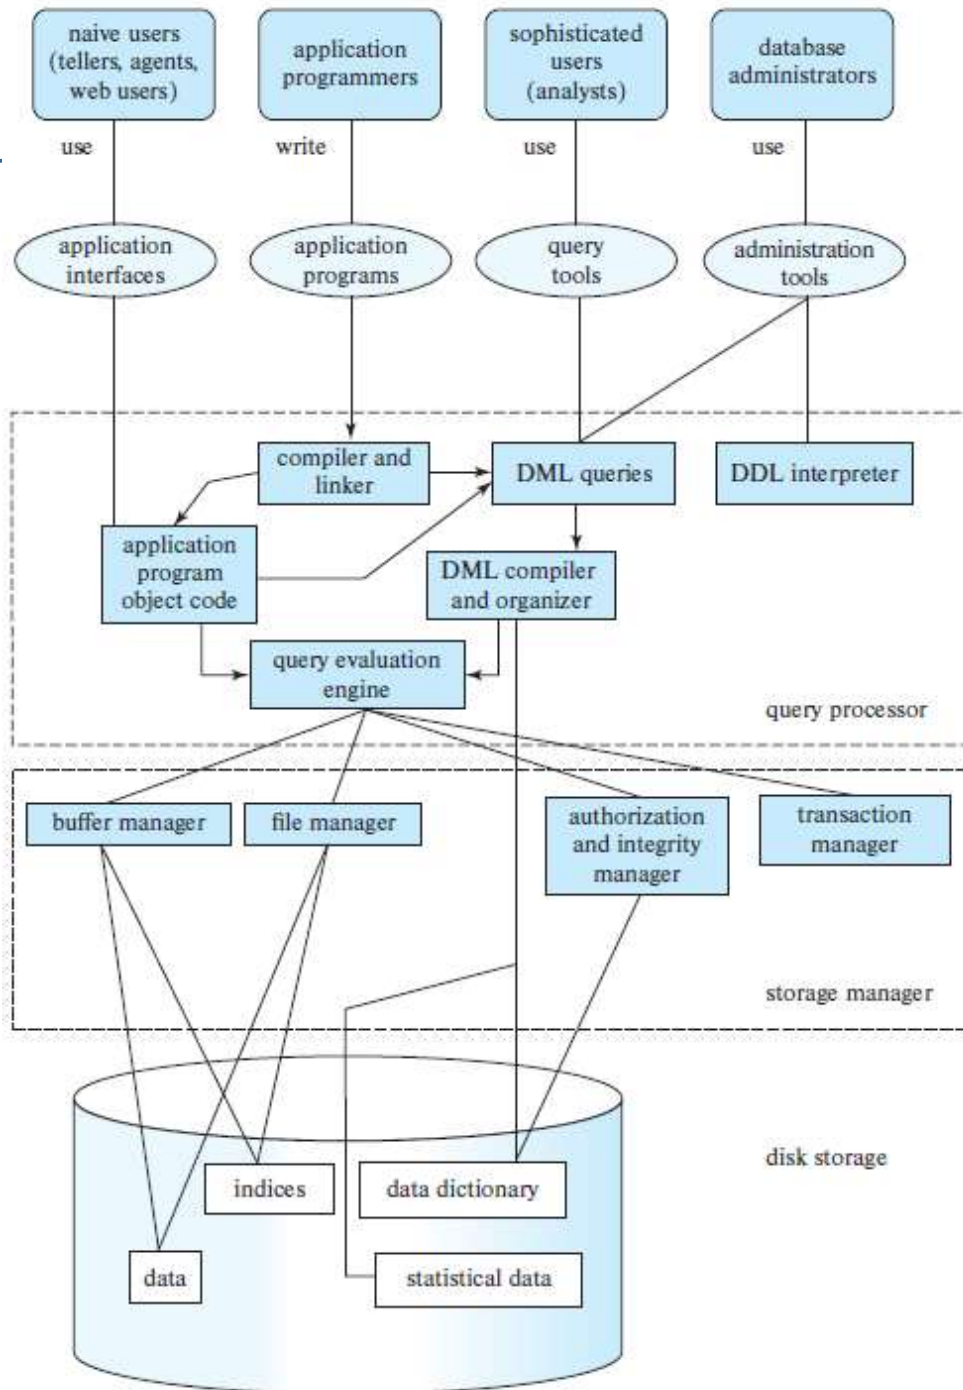 naive users
(tellers, agents,
web users)
application
programmers
sophisticated
users
(analysts)
database
administrators
use
write
use
use
application
interfaces
application
programs
query
tools
administration
tools
compiler and
linker
DML queries
DDL interpreter
application
program
object code
DML compiler
and organizer
query evaluation
engine
query processor
buffer manager
file manager
authorization
and integrity
manager
transaction
manager
storage manager
disk storage
indices
data dictionary
data
statistical data